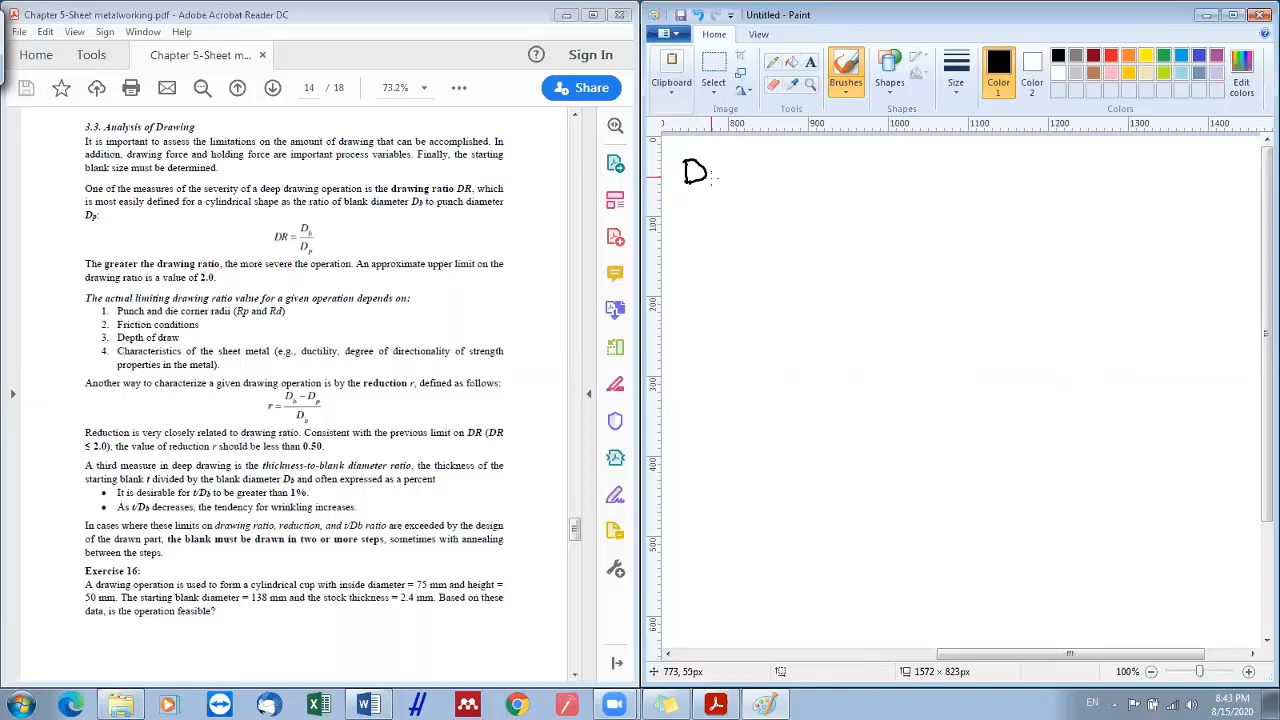 Chapter 5-Sheet metalworking.pdf - Adobe Acrobat Reader DC
File Edit View Sign Window Help
Home Tools Chapter 5-Sheet m... Sign In
14 / 18 73.2% Share
3.3. Analysis of Drawing
It is important to assess the limitations on the amount of drawing that can be accomplished. In
addition, drawing force and holding force are important process variables. Finally, the starting
blank size must be determined.
One of the measures of the severity of a deep drawing operation is the drawing ratio DR, which
is most easily defined for a cylindrical shape as the ratio of blank diameter Db to punch diameter
Dp:
DR = Db / Dp
The greater the drawing ratio, the more severe the operation. An approximate upper limit on the
drawing ratio is a value of 2.0.
The actual limiting drawing ratio value for a given operation depends on:
1. Punch and die corner radii (Rp and Rd)
2. Friction conditions
3. Depth of draw
4. Characteristics of the sheet metal (e.g., ductility, degree of directionality of strength
properties in the metal).
Another way to characterize a given drawing operation is by the reduction r, defined as follows:
r = Db − Dp / Db
Reduction is very closely related to drawing ratio. Consistent with the previous limit on DR (DR
≤ 2.0), the value of reduction r should be less than 0.50.
A third measure in deep drawing is the thickness-to-blank diameter ratio, the thickness of the
starting blank t divided by the blank diameter Db and often expressed as a percent
• It is desirable for t/Db to be greater than 1%.
• As t/Db decreases, the tendency for wrinkling increases.
In cases where these limits on drawing ratio, reduction, and t/Db ratio are exceeded by the design
of the drawn part, the blank must be drawn in two or more steps, sometimes with annealing
between the steps.
Exercise 16:
A drawing operation is used to form a cylindrical cup with inside diameter = 75 mm and height =
50 mm. The starting blank diameter = 138 mm and the stock thickness = 2.4 mm. Based on these
data, is the operation feasible?
Untitled - Paint
Home View
Clipboard Select Brushes Shapes Size Color 1 Color 2 Edit colors
Image Tools Shapes Colors
800 900 1000 1100 1200 1300 1400
0
100
200
300
400
500
600
D
773, 59px 1572 × 823px 100%
EN 8:43 PM
8/15/2020